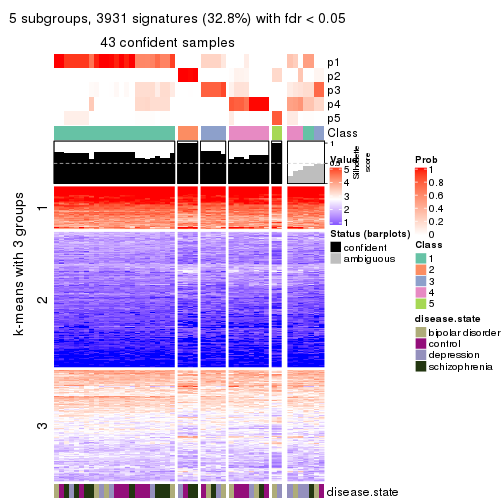 5 subgroups, 3931 signatures (32.8%) with fdr < 0.05
43 confident samples
p1
p2
p3
p4
p5
Class
1
Silhouette
score
Value
5
4
3
2
1
Status (barplots)
confident
ambiguous
Prob
1
0.8
0.6
0.4
0.2
0
Class
1
2
3
4
5
disease.state
bipolar disorder
control
depression
schizophrenia
k-means with 3 groups
1
2
3
disease.state